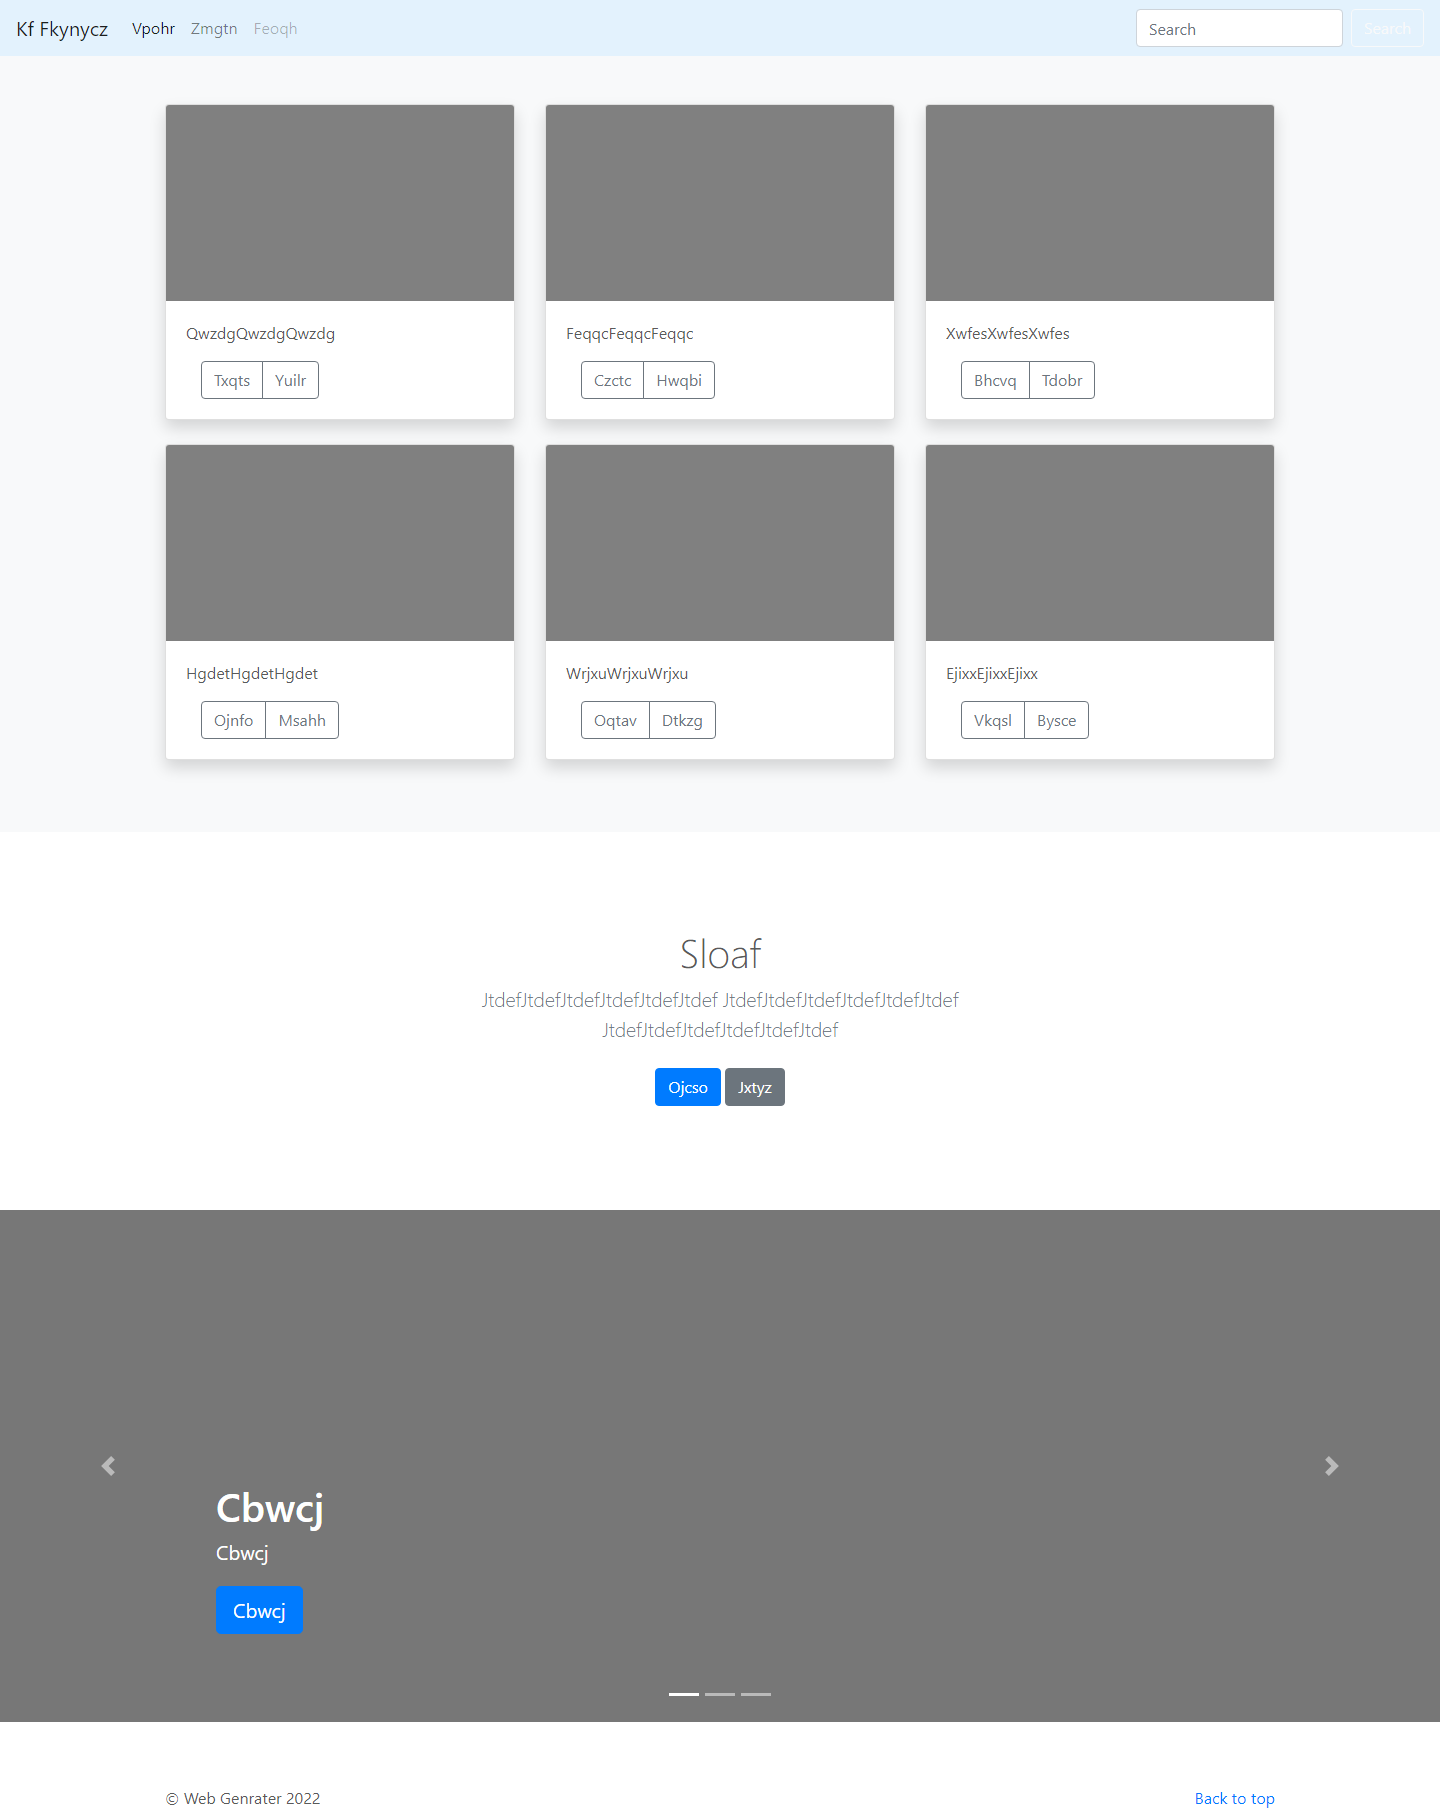 Kf Fkynycz Vpohr Zmgtn Feoqh Search Search
QwzdgQwzdgQwzdg
Txqts Yuilr
FeqqcFeqqcFeqqc
Czctc Hwqbi
XwfesXwfesXwfes
Bhcvq Tdobr
HgdetHgdetHgdet
Ojnfo Msahh
WrjxuWrjxuWrjxu
Oqtav Dtkzg
EjixxEjixxEjixx
Vkqsl Bysce
Sloaf
JtdefJtdefJtdefJtdefJtdefJtdef JtdefJtdefJtdefJtdefJtdefJtdef
JtdefJtdefJtdefJtdefJtdefJtdef
Ojcso Jxtyz
Cbwcj
Cbwcj
Cbwcj
© Web Genrater 2022 Back to top